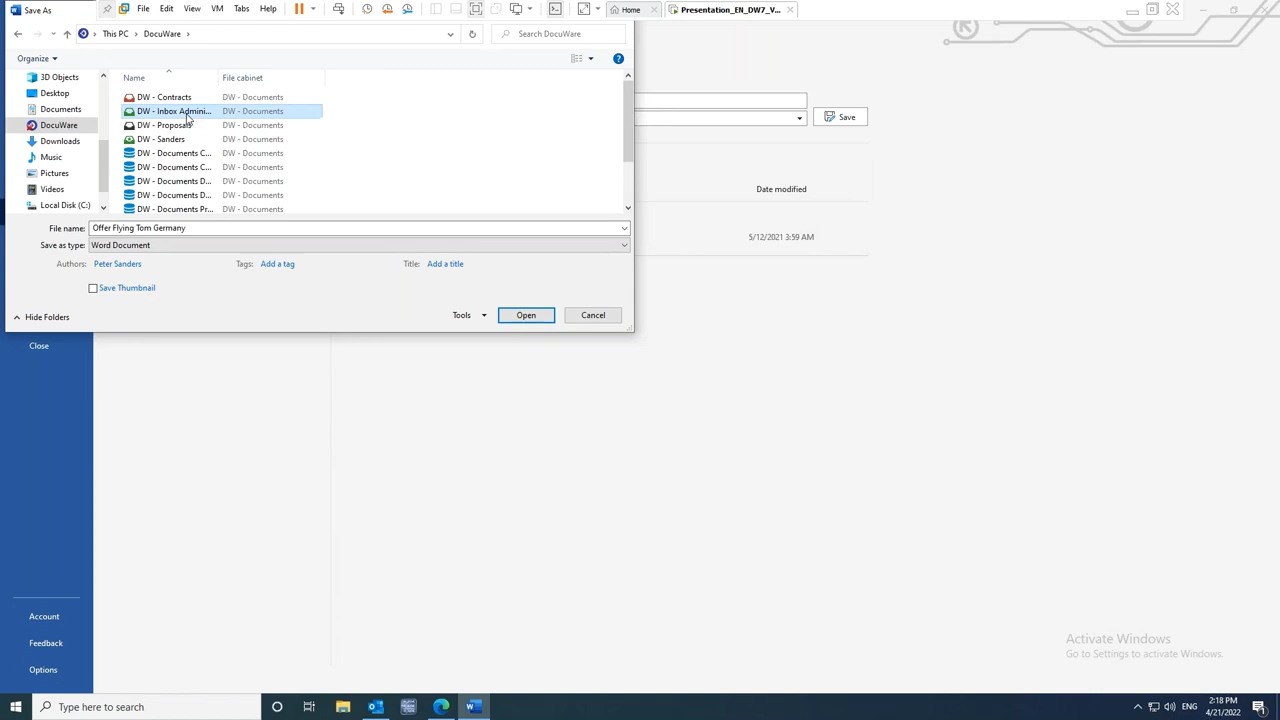 Save As
File Edit View VM Tabs Help
Home
Presentation_EN_DW7_V...
This PC DocuWare
Search DocuWare
Organize
Name File cabinet
3D Objects
Desktop
Documents
DocuWare
Downloads
Music
Pictures
Videos
Local Disk (C:)
DW - Contracts DW - Documents
DW - Inbox Admini... DW - Documents
DW - Proposals DW - Documents
DW - Sanders DW - Documents
DW - Documents C... DW - Documents
DW - Documents C... DW - Documents
DW - Documents D... DW - Documents
DW - Documents D... DW - Documents
DW - Documents Pr... DW - Documents
File name: Offer Flying Tom Germany
Save as type: Word Document
Authors: Peter Sanders Tags: Add a tag Title: Add a title
Save Thumbnail
Hide Folders
Tools Open Cancel
Save
Date modified
5/12/2021 3:59 AM
Close
Account
Feedback
Options
Activate Windows
Go to Settings to activate Windows.
Type here to search
ENG
2:18 PM
4/21/2022